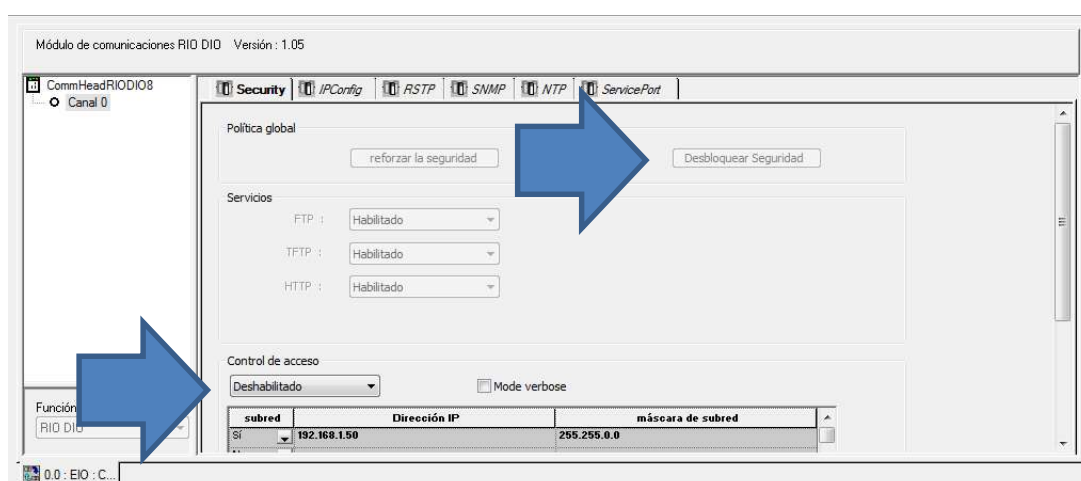 Módulo de comunicaciones RIO DIO Versión : 1.05
CommHeadRIODIO8
Canal 0
Security IPConfig RSTP SNMP NTP ServicePort
Política global
reforzar la seguridad Desbloquear Seguridad
Servicios
FTP : Habilitado
TFTP : Habilitado
HTTP : Habilitado
Control de acceso
Deshabilitado Mode verbose
subred Dirección IP máscara de subred
Sí 192.168.1.50 255.255.0.0
Función
RIO DIO
0.0 : EIO : C...